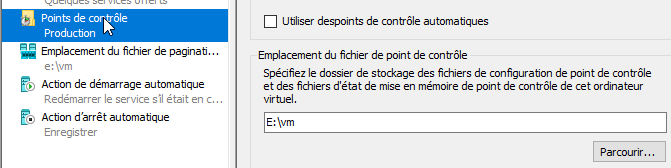 Quelques services offerts
Points de contrôle
Production
Emplacement du fichier de paginati...
e:\vm
Action de démarrage automatique
Redémarrer le service s'il était en c...
Action d'arrêt automatique
Enregistrer
Utiliser despoints de contrôle automatiques
Emplacement du fichier de point de contrôle
Spécifiez le dossier de stockage des fichiers de configuration de point de contrôle
et des fichiers d'état de mise en mémoire de point de contrôle de cet ordinateur
virtuel.
E:\vm
Parcourir...